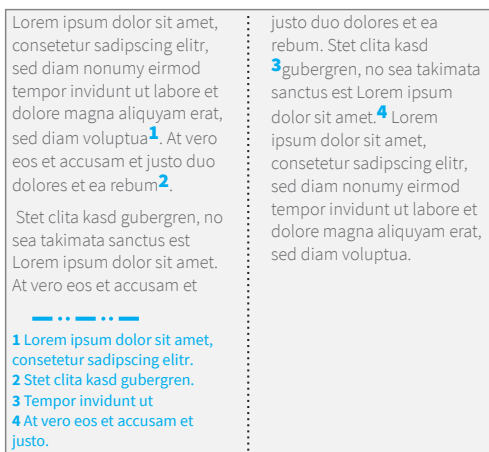 Lorem ipsum dolor sit amet,
consetetur sadipscing elitr,
sed diam nonumy eirmod
tempor invidunt ut labore et
dolore magna aliquyam erat,
sed diam voluptua1. At vero
eos et accusam et justo duo
dolores et ea rebum2.
Stet clita kasd gubergren, no
sea takimata sanctus est
Lorem ipsum dolor sit amet.
At vero eos et accusam et
1 Lorem ipsum dolor sit amet,
consetetur sadipscing elitr.
2 Stet clita kasd gubergren.
3 Tempor invidunt ut
4 At vero eos et accusam et
justo.
justo duo dolores et ea
rebum. Stet clita kasd
3gubergren, no sea takimata
sanctus est Lorem ipsum
dolor sit amet.4 Lorem
ipsum dolor sit amet,
consetetur sadipscing elitr,
sed diam nonumy eirmod
tempor invidunt ut labore et
dolore magna aliquyam erat,
sed diam voluptua.